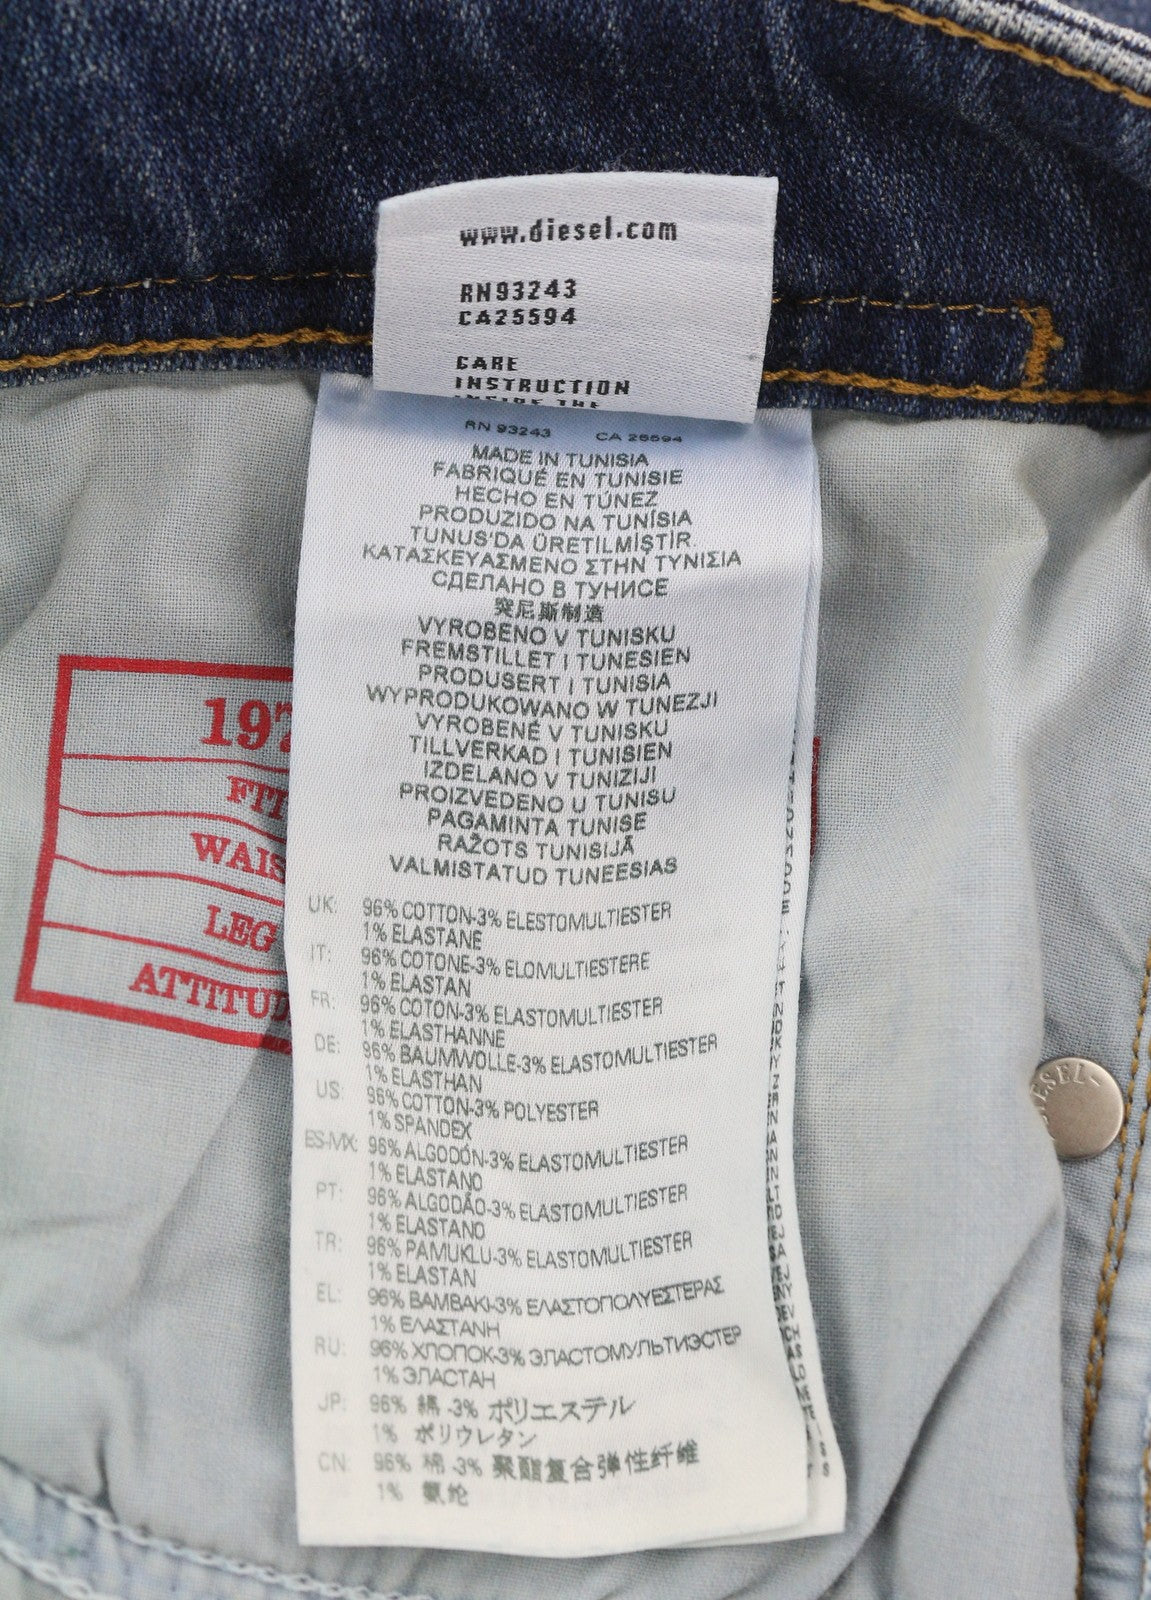 www.diesel.com
RN93243
CA25594
CARE
INSTRUCTION
INSIDE THE
RN 93243 CA 25594
MADE IN TUNISIA
FABRIQUÉ EN TUNISIE
HECHO EN TÚNEZ
PRODUZIDO NA TUNÍSIA
TUNUS'DA ÜRETILMIŞTIR
ΚΑΤΑΣΚΕΥΑΣΜΕΝΟ ΣΤΗΝ ΤΥΝΙΣΙΑ
СДЕЛАНО В ТУНИСЕ
突尼斯制造
VYROBENO V TUNISKU
FREMSTILLET I TUNESIEN
PRODUSERT I TUNISIA
WYPRODUKOWANO W TUNEZJI
VYROBENÉ V TUNISKU
TILLVERKAD I TUNISIEN
IZDELANO V TUNIZIJI
PROIZVEDENO U TUNISU
PAGAMINTA TUNISE
RAŽOTS TUNISIJĀ
VALMISTATUD TUNEESIAS
UK: 96% COTTON-3% ELESTOMULTIESTER
1% ELASTANE
IT: 96% COTONE-3% ELOMULTIESTERE
1% ELASTAN
FR: 96% COTON-3% ELASTOMULTIESTER
1% ELASTHANNE
DE: 96% BAUMWOLLE-3% ELASTOMULTIESTER
1% ELASTHAN
US: 96% COTTON-3% POLYESTER
1% SPANDEX
ES-MX: 96% ALGODÓN-3% ELASTOMULTIESTER
1% ELASTANO
PT: 96% ALGODÃO-3% ELASTOMULTIESTER
1% ELASTANO
TR: 96% PAMUKLU-3% ELASTOMULTIESTER
1% ELASTAN
EL: 96% ΒΑΜΒΑΚΙ-3% ΕΛΑΣΤΟΠΟΛΥΕΣΤΕΡΑΣ
1% ΕΛΑΣΤΑΝΗ
RU: 96% ХЛОПОК-3% ЭЛАСТОМУЛЬТИЭСТЕР
1% ЭЛАСТАН
JP: 96% 綿 -3% ポリエステル
1% ポリウレタン
CN: 96% 棉 -3% 聚酯复合弹性纤维
1% 氨纶
197
FIT
WAIS
LEG
ATTITUD
DIESEL-